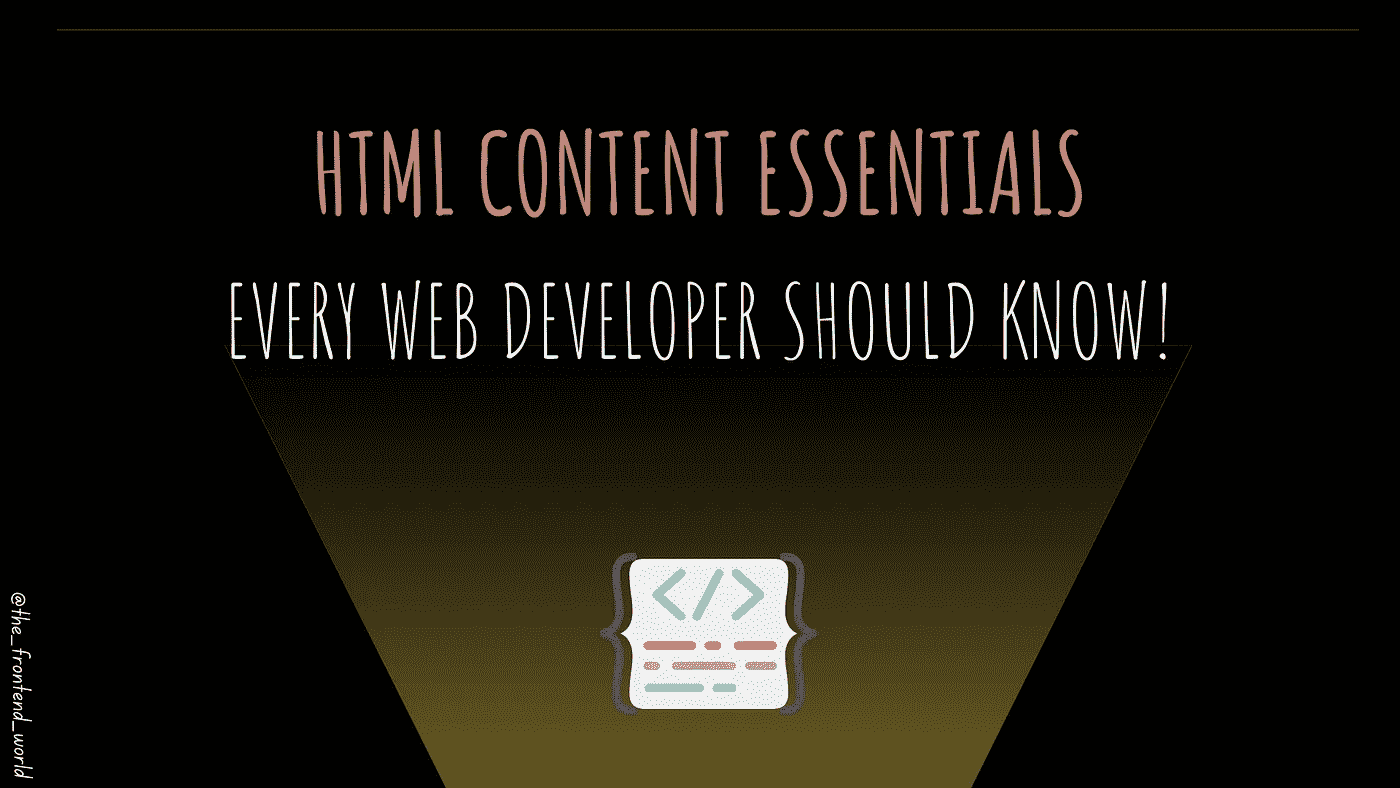 HTML CONTENT ESSENTIALS
EVERY WEB DEVELOPER SHOULD KNOW!
</>
@the_frontend_world